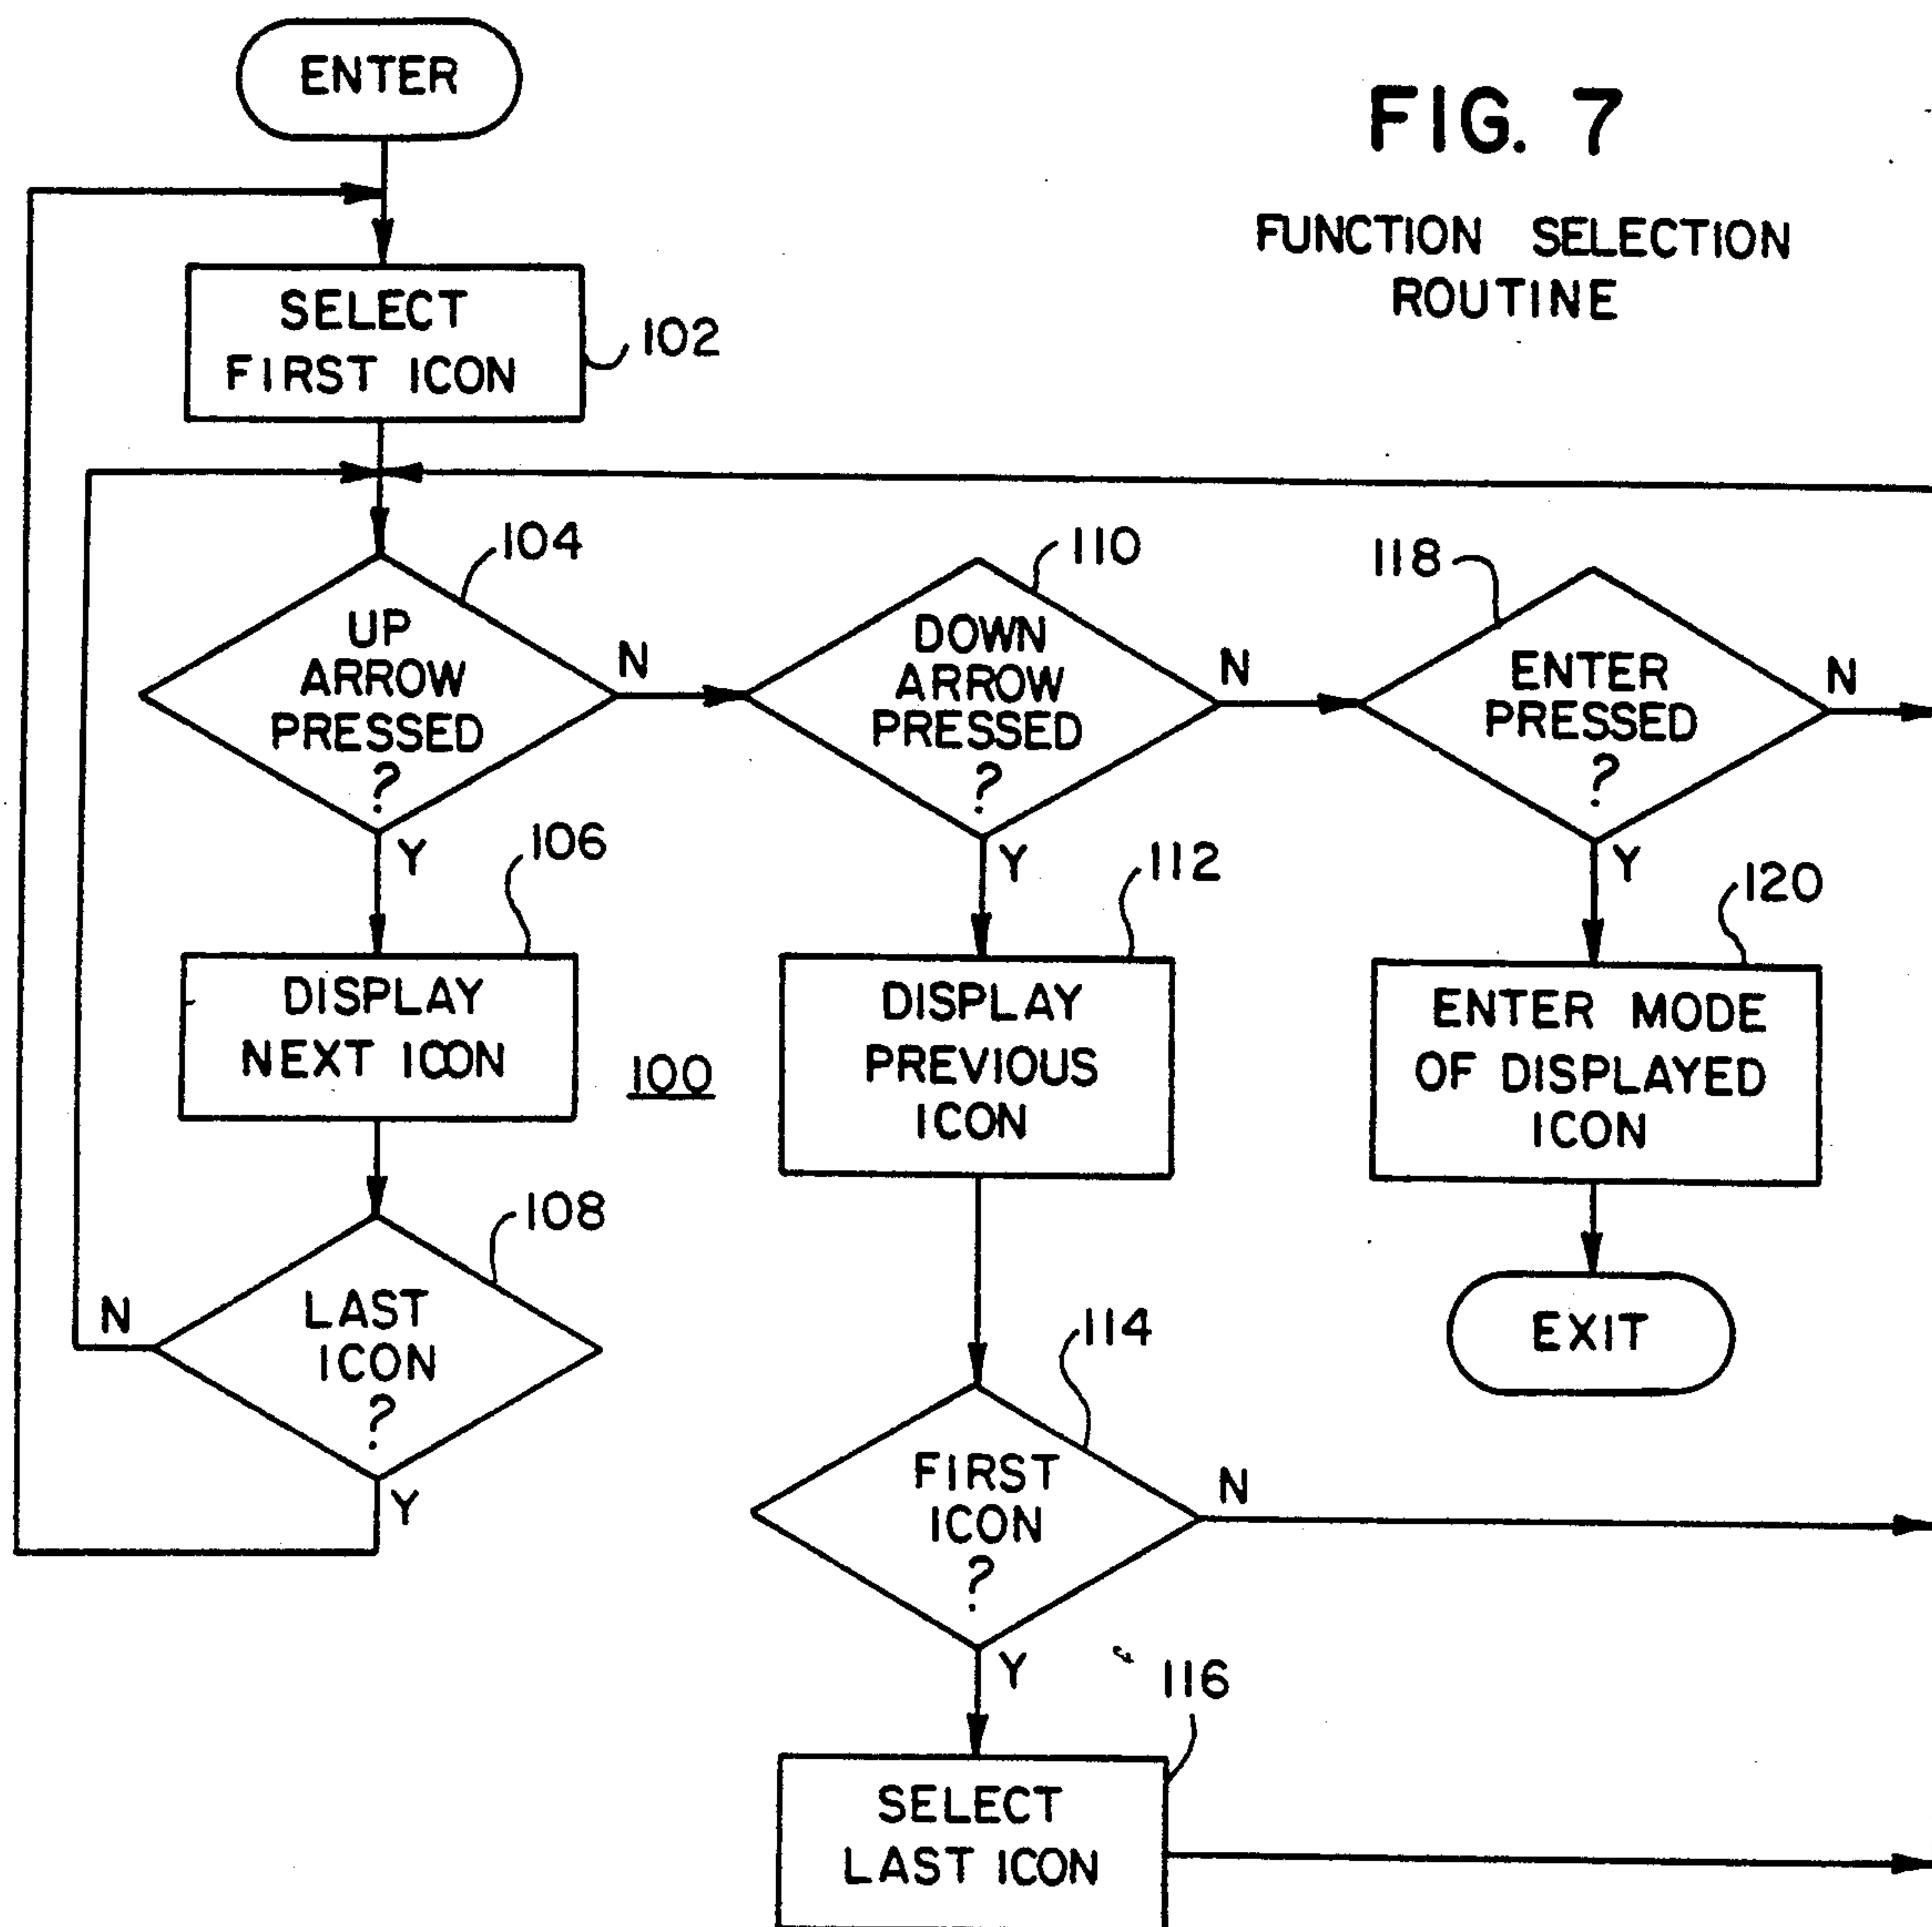 ENTER
FIG. 7
FUNCTION SELECTION
ROUTINE
SELECT
FIRST ICON
102
104
UP
ARROW
PRESSED
?
N
Y
110
DOWN
ARROW
PRESSED
?
N
Y
118
ENTER
PRESSED
?
N
Y
106
DISPLAY
NEXT ICON
100
112
DISPLAY
PREVIOUS
ICON
120
ENTER MODE
OF DISPLAYED
ICON
108
LAST
ICON
?
N
Y
EXIT
114
FIRST
ICON
?
N
Y
116
SELECT
LAST ICON